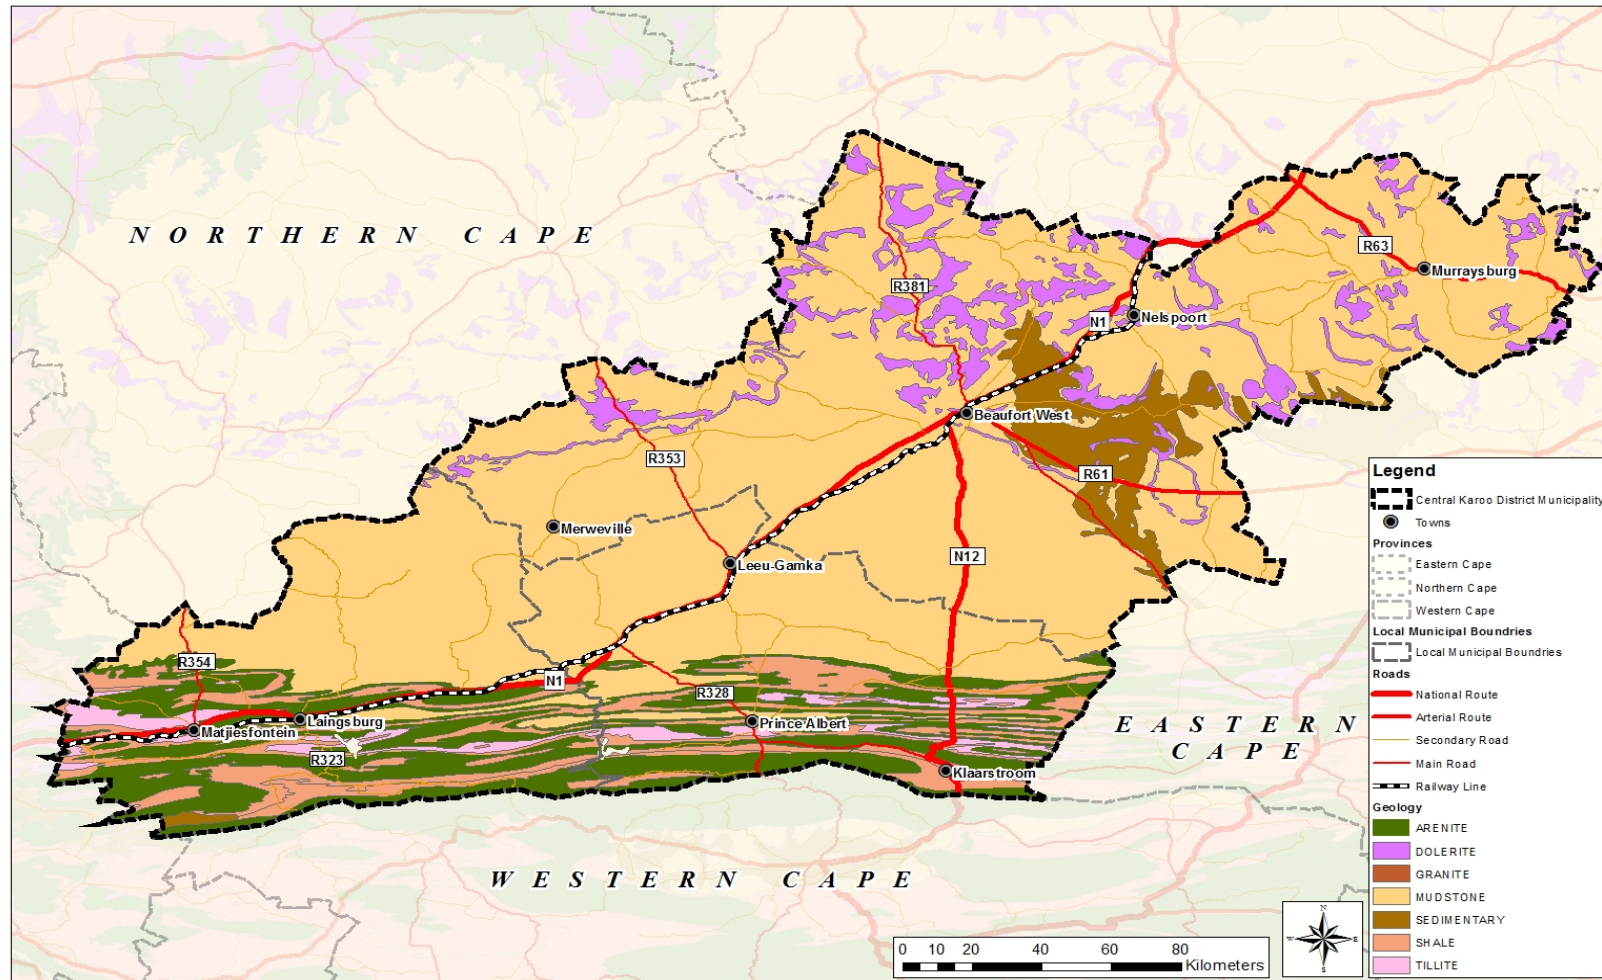 NORTHERN CAPE
R381
R63
Murraysburg
N1
Nelspoort
Beaufort West
R353
R61
Merweville
Leeu-Gamka
N12
R354
N1
R328
Laingsburg
Matjiesfontein
Prince Albert
R323
Klaarstroom
EASTERN
CAPE
WESTERN CAPE
Legend
Central Karoo District Municipality
Towns
Provinces
Eastern Cape
Northern Cape
Western Cape
Local Municipal Boundries
Local Municipal Boundries
Roads
National Route
Arterial Route
Secondary Road
Main Road
Railway Line
Geology
ARENITE
DOLERITE
GRANITE
MUDSTONE
SEDIMENTARY
SHALE
TILLITE
0 10 20 40 60 80
Kilometers
N
W E
S